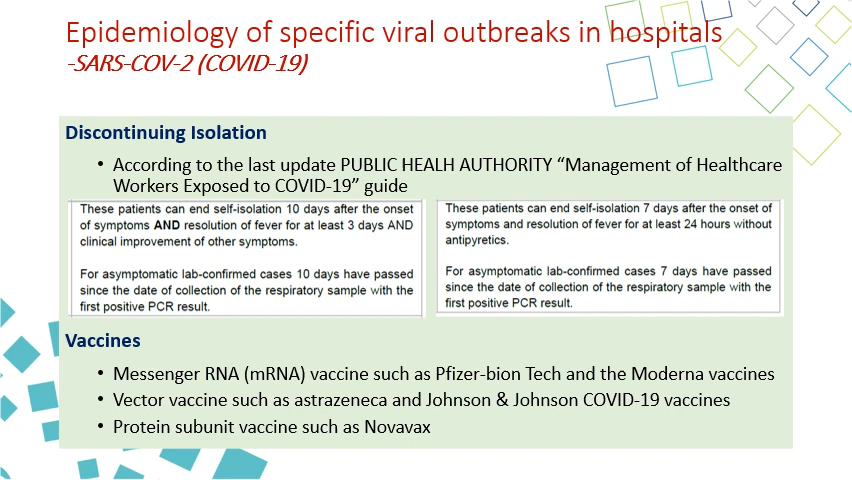 Epidemiology of specific viral outbreaks in hospitals
-SARS-COV-2 (COVID-19)
Discontinuing Isolation
• According to the last update PUBLIC HEALH AUTHORITY “Management of Healthcare
Workers Exposed to COVID-19” guide
These patients can end self-isolation 10 days after the onset
of symptoms AND resolution of fever for at least 3 days AND
clinical improvement of other symptoms.
For asymptomatic lab-confirmed cases 10 days have passed
since the date of collection of the respiratory sample with the
first positive PCR result.
These patients can end self-isolation 7 days after the onset of
symptoms and resolution of fever for at least 24 hours without
antipyretics.
For asymptomatic lab-confirmed cases 7 days have passed
since the date of collection of the respiratory sample with the
first positive PCR result.
Vaccines
• Messenger RNA (mRNA) vaccine such as Pfizer-bion Tech and the Moderna vaccines
• Vector vaccine such as astrazeneca and Johnson & Johnson COVID-19 vaccines
• Protein subunit vaccine such as Novavax